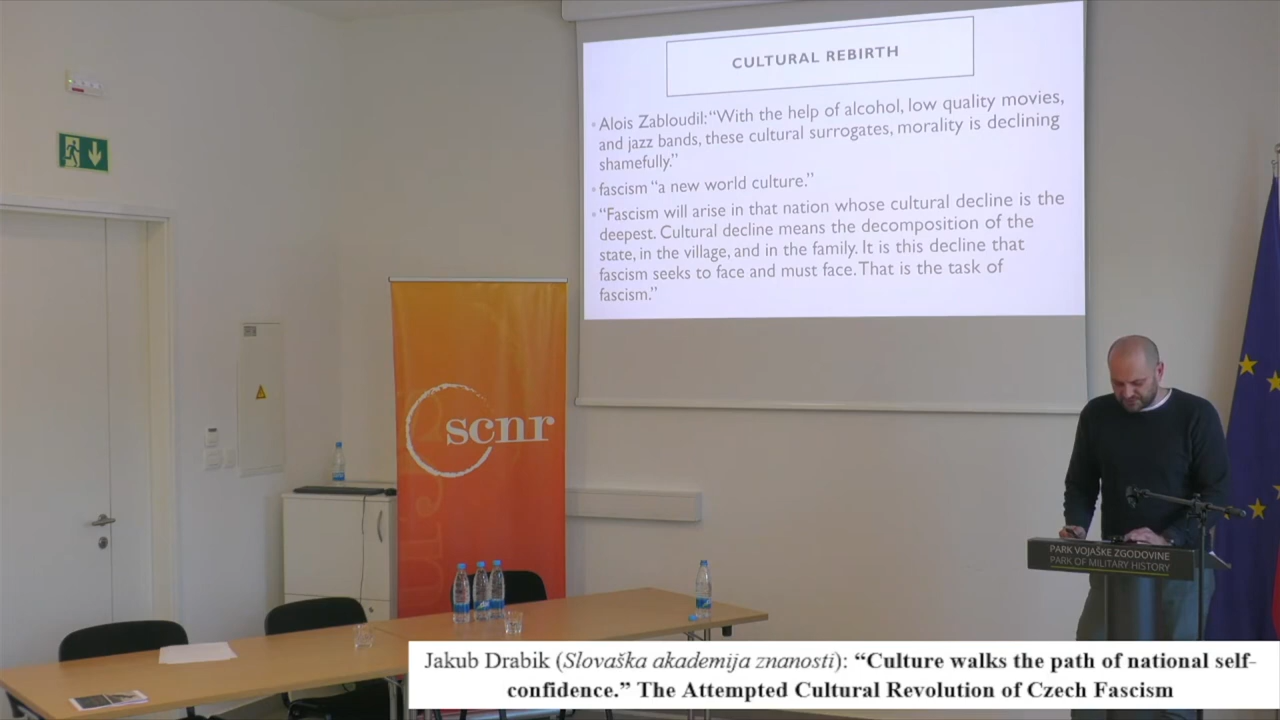 CULTURAL REBIRTH
Alois Zabloudil: “With the help of alcohol, low quality movies,
and jazz bands, these cultural surrogates, morality is declining
shamefully.”
fascism “a new world culture.”
“Fascism will arise in that nation whose cultural decline is the
deepest. Cultural decline means the decomposition of the
state, in the village, and in the family. It is this decline that
fascism seeks to face and must face. That is the task of
fascism.”
scnr
PARK VOJAŠKE ZGODOVINE
PARK OF MILITARY HISTORY
Jakub Drabik (Slovaška akademija znanosti): “Culture walks the path of national self-
confidence.” The Attempted Cultural Revolution of Czech Fascism